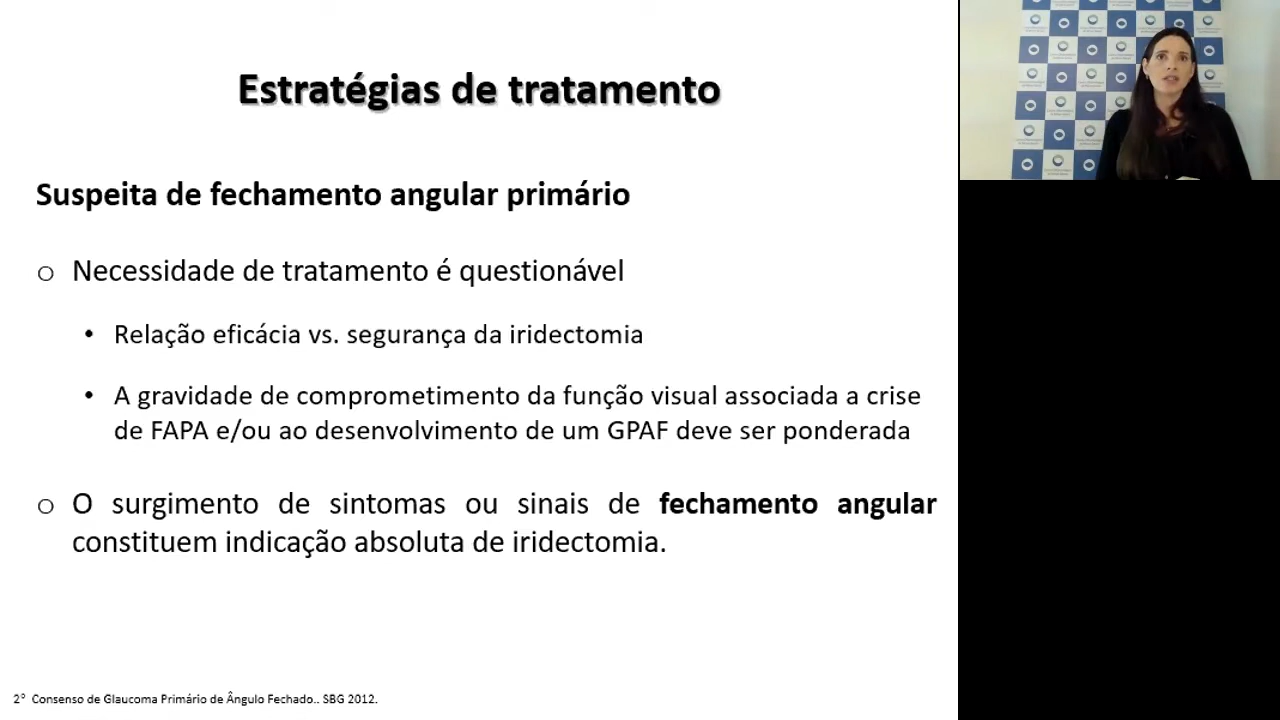 Estratégias de tratamento
Suspeita de fechamento angular primário
o Necessidade de tratamento é questionável
• Relação eficácia vs. segurança da iridectomia
• A gravidade de comprometimento da função visual associada a crise
de FAPA e/ou ao desenvolvimento de um GPAF deve ser ponderada
o O surgimento de sintomas ou sinais de fechamento angular
constituem indicação absoluta de iridectomia.
2° Consenso de Glaucoma Primário de Ângulo Fechado.. SBG 2012.